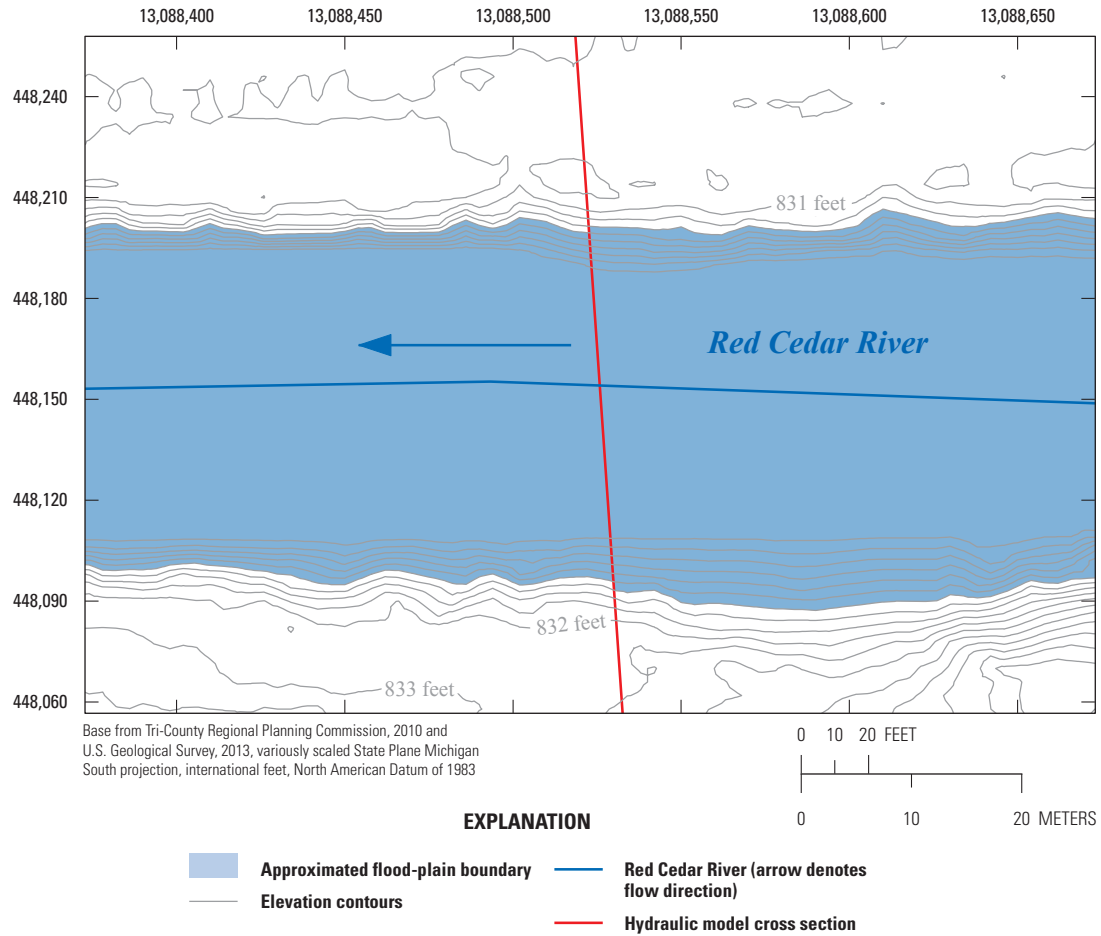 13,088,400 13,088,450 13,088,500 13,088,550 13,088,600 13,088,650
448,240
448,210
831 feet
448,180
Red Cedar River
448,150
448,120
448,090
832 feet
833 feet
448,060
Base from Tri-County Regional Planning Commission, 2010 and
U.S. Geological Survey, 2013, variously scaled State Plane Michigan
South projection, international feet, North American Datum of 1983
0 10 20 FEET
0 10 20 METERS
EXPLANATION
Approximated flood-plain boundary
Elevation contours
Red Cedar River (arrow denotes
flow direction)
Hydraulic model cross section